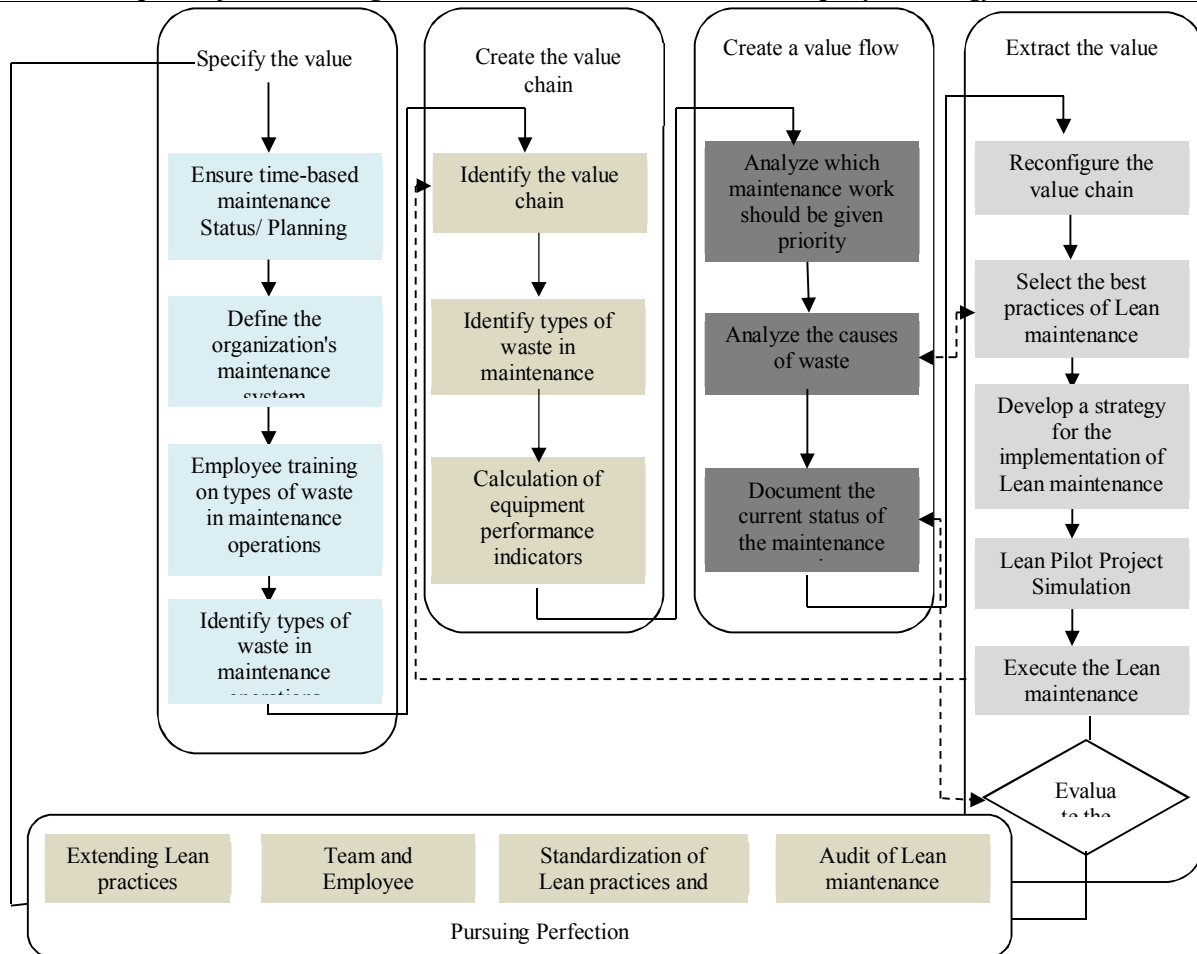 Specify the value
Ensure time-based
maintenance
Status/ Planning
Define the
organization's
maintenance
system
Employee training
on types of waste
in maintenance
operations
Identify types of
waste in
maintenance
Create the value
chain
Identify the value
chain
Identify types of
waste in
maintenance
Calculation of
equipment
performance
indicators
Create a value flow
Analyze which
maintenance work
should be given
priority
Analyze the causes
of waste
Document the
current status of
the maintenance
Extract the value
Reconfigure the
value chain
Select the best
practices of Lean
maintenance
Develop a strategy
for the
implementation of
Lean maintenance
Lean Pilot Project
Simulation
Execute the Lean
maintenance
Evalua
te the
Extending Lean
practices
Team and
Employee
Standardization of
Lean practices and
Audit of Lean
miantenance
Pursuing Perfection